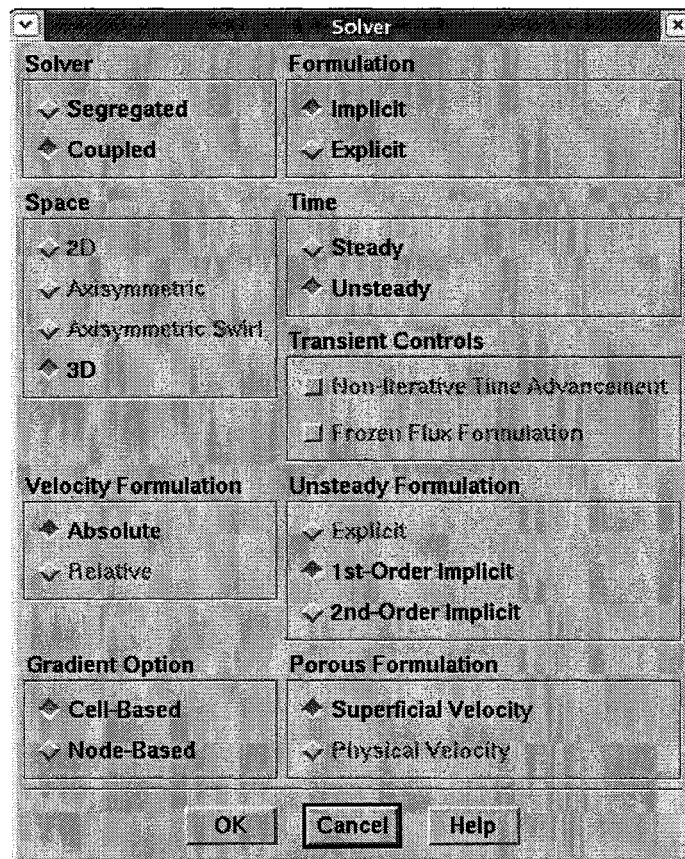 Solver
Solver
Segregated
Coupled
Formulation
Implicit
Explicit
Space
2D
Axisymmetric
Axisymmetric Swirl
3D
Time
Steady
Unsteady
Transient Controls
Non-Iterative Time Advancement
Frozen Flux Formulation
Velocity Formulation
Absolute
Relative
Unsteady Formulation
Explicit
1st-Order Implicit
2nd-Order Implicit
Gradient Option
Cell-Based
Node-Based
Porous Formulation
Superficial Velocity
Physical Velocity
OK
Cancel
Help